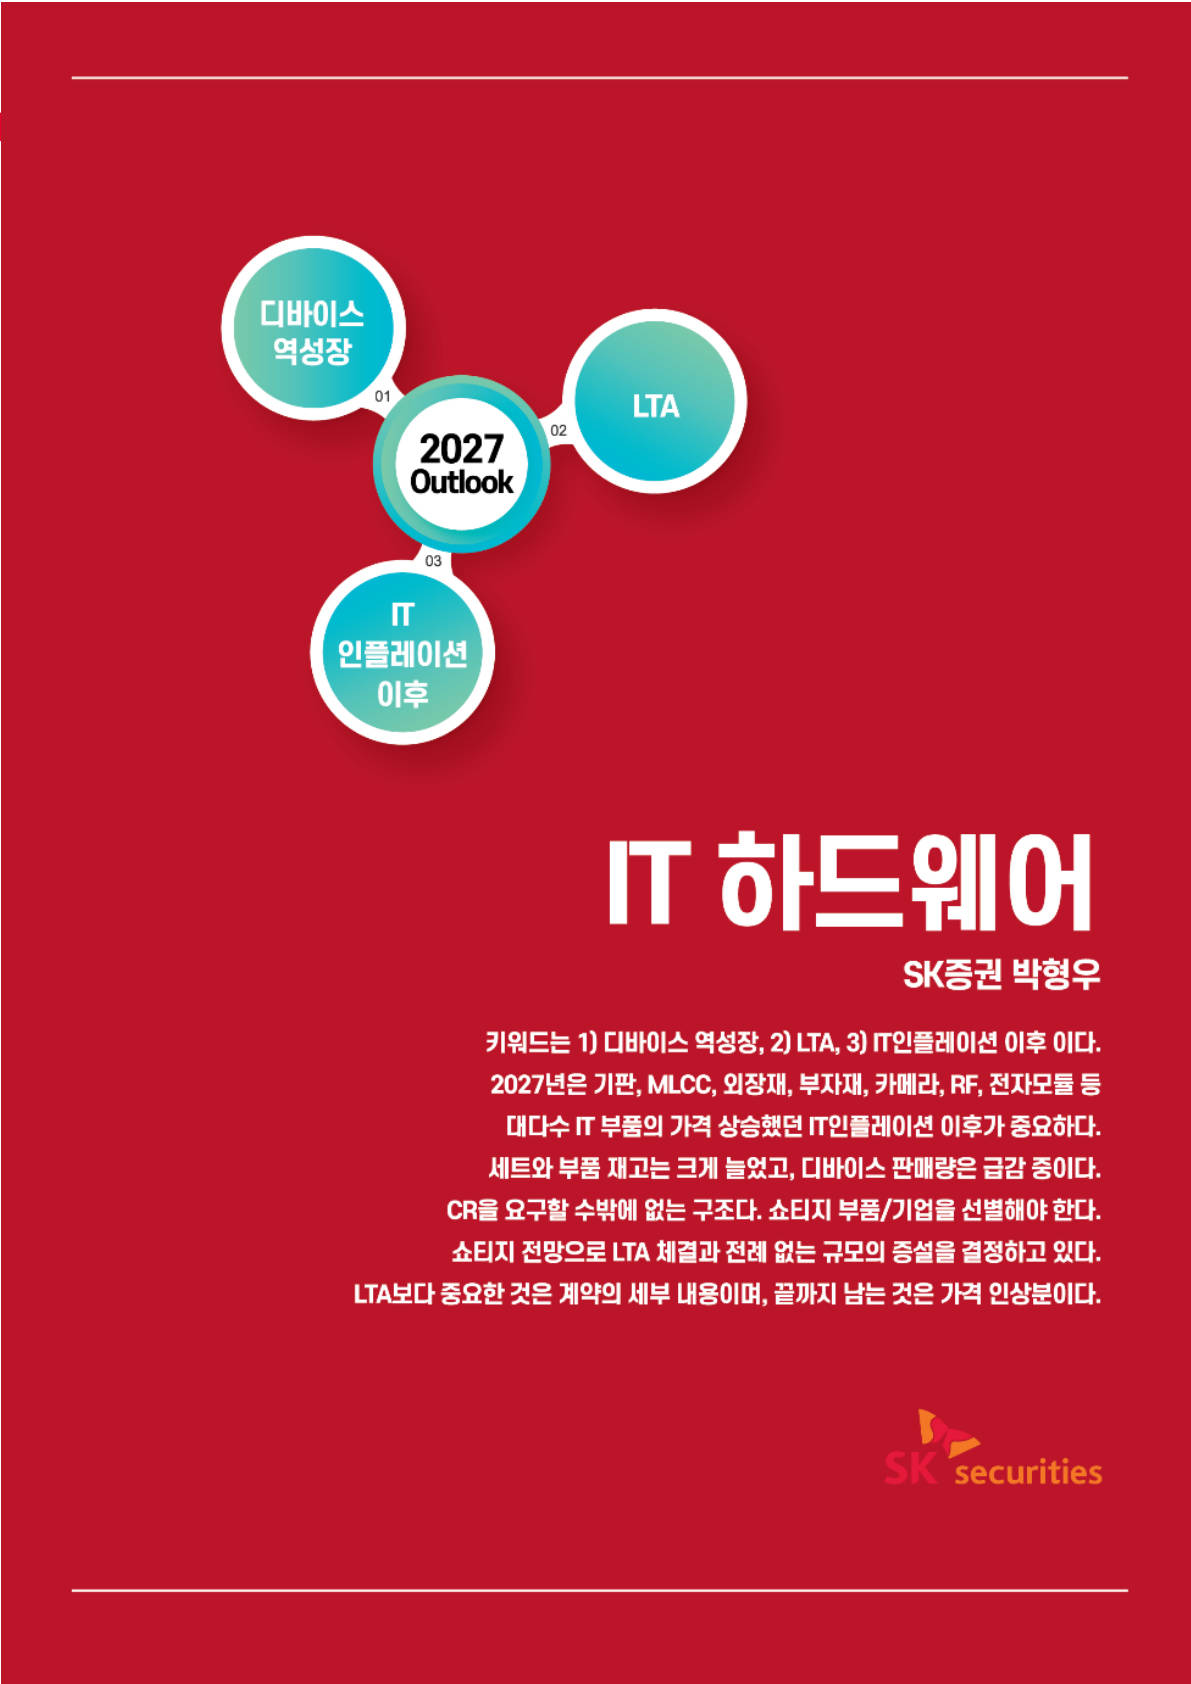 디바이스
역성장
01
LTA
02
2027
Outlook
03
IT
인플레이션
이후
IT 하드웨어
SK증권 박형우
키워드는 1) 디바이스 역성장, 2) LTA, 3) IT인플레이션 이후 이다.
2027년은 기판, MLCC, 외장재, 부자재, 카메라, RF, 전자모듈 등
대다수 IT 부품의 가격 상승했던 IT인플레이션 이후가 중요하다.
세트와 부품 재고는 크게 늘었고, 디바이스 판매량은 급감 중이다.
CR을 요구할 수밖에 없는 구조다. 쇼티지 부품/기업을 선별해야 한다.
쇼티지 전망으로 LTA 체결과 전례 없는 규모의 증설을 결정하고 있다.
LTA보다 중요한 것은 계약의 세부 내용이며, 끝까지 남는 것은 가격 인상분이다.
SK securities